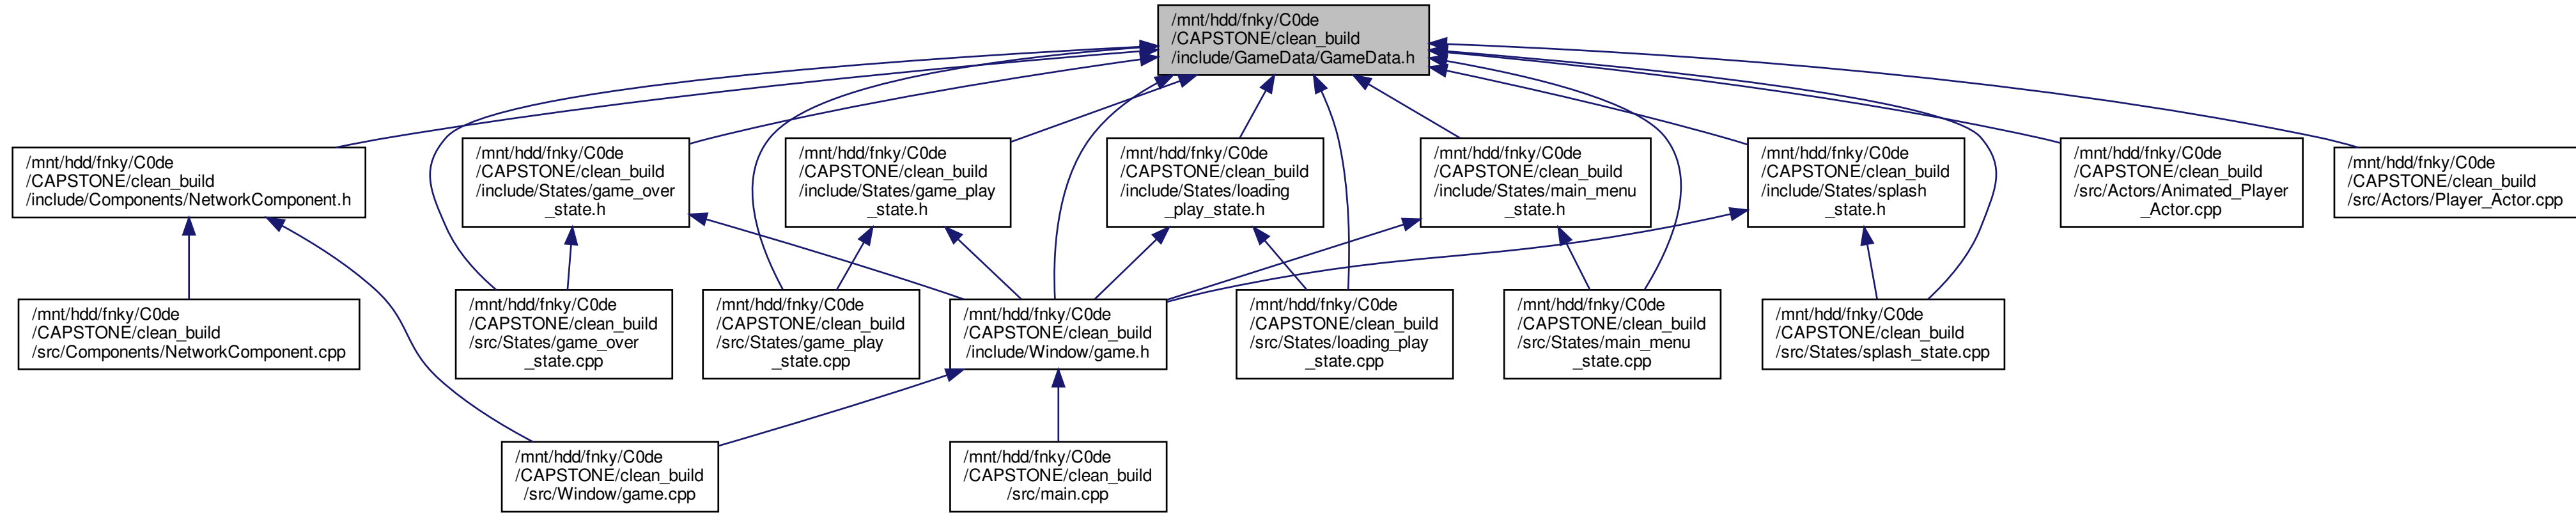 /mnt/hdd/fnky/C0de
/CAPSTONE/clean_build
/include/GameData/GameData.h
/mnt/hdd/fnky/C0de
/CAPSTONE/clean_build
/include/Components/NetworkComponent.h
/mnt/hdd/fnky/C0de
/CAPSTONE/clean_build
/include/States/game_over
_state.h
/mnt/hdd/fnky/C0de
/CAPSTONE/clean_build
/include/States/game_play
_state.h
/mnt/hdd/fnky/C0de
/CAPSTONE/clean_build
/include/States/loading
_play_state.h
/mnt/hdd/fnky/C0de
/CAPSTONE/clean_build
/include/States/main_menu
_state.h
/mnt/hdd/fnky/C0de
/CAPSTONE/clean_build
/include/States/splash
_state.h
/mnt/hdd/fnky/C0de
/CAPSTONE/clean_build
/src/Actors/Animated_Player
_Actor.cpp
/mnt/hdd/fnky/C0de
/CAPSTONE/clean_build
/src/Actors/Player_Actor.cpp
/mnt/hdd/fnky/C0de
/CAPSTONE/clean_build
/src/Components/NetworkComponent.cpp
/mnt/hdd/fnky/C0de
/CAPSTONE/clean_build
/src/States/game_over
_state.cpp
/mnt/hdd/fnky/C0de
/CAPSTONE/clean_build
/src/States/game_play
_state.cpp
/mnt/hdd/fnky/C0de
/CAPSTONE/clean_build
/include/Window/game.h
/mnt/hdd/fnky/C0de
/CAPSTONE/clean_build
/src/States/loading_play
_state.cpp
/mnt/hdd/fnky/C0de
/CAPSTONE/clean_build
/src/States/main_menu
_state.cpp
/mnt/hdd/fnky/C0de
/CAPSTONE/clean_build
/src/States/splash_state.cpp
/mnt/hdd/fnky/C0de
/CAPSTONE/clean_build
/src/Window/game.cpp
/mnt/hdd/fnky/C0de
/CAPSTONE/clean_build
/src/main.cpp